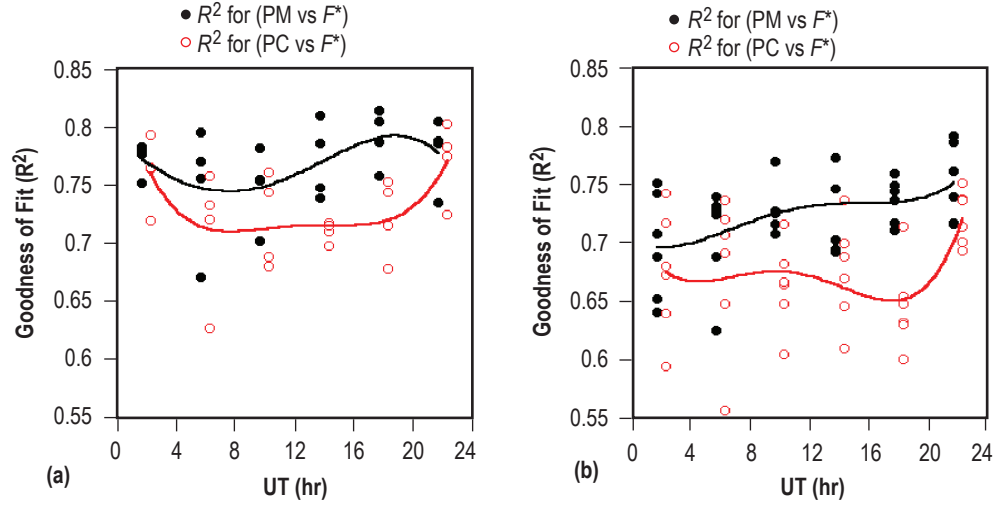 R² for (PM vs F*)
R² for (PC vs F*)
0.85
0.8
0.75
0.7
0.65
0.6
0.55
Goodness of Fit (R²)
0 4 8 12 16 20 24
(a)
UT (hr)
R² for (PM vs F*)
R² for (PC vs F*)
0.85
0.8
0.75
0.7
0.65
0.6
0.55
Goodness of Fit (R²)
0 4 8 12 16 20 24
(b)
UT (hr)